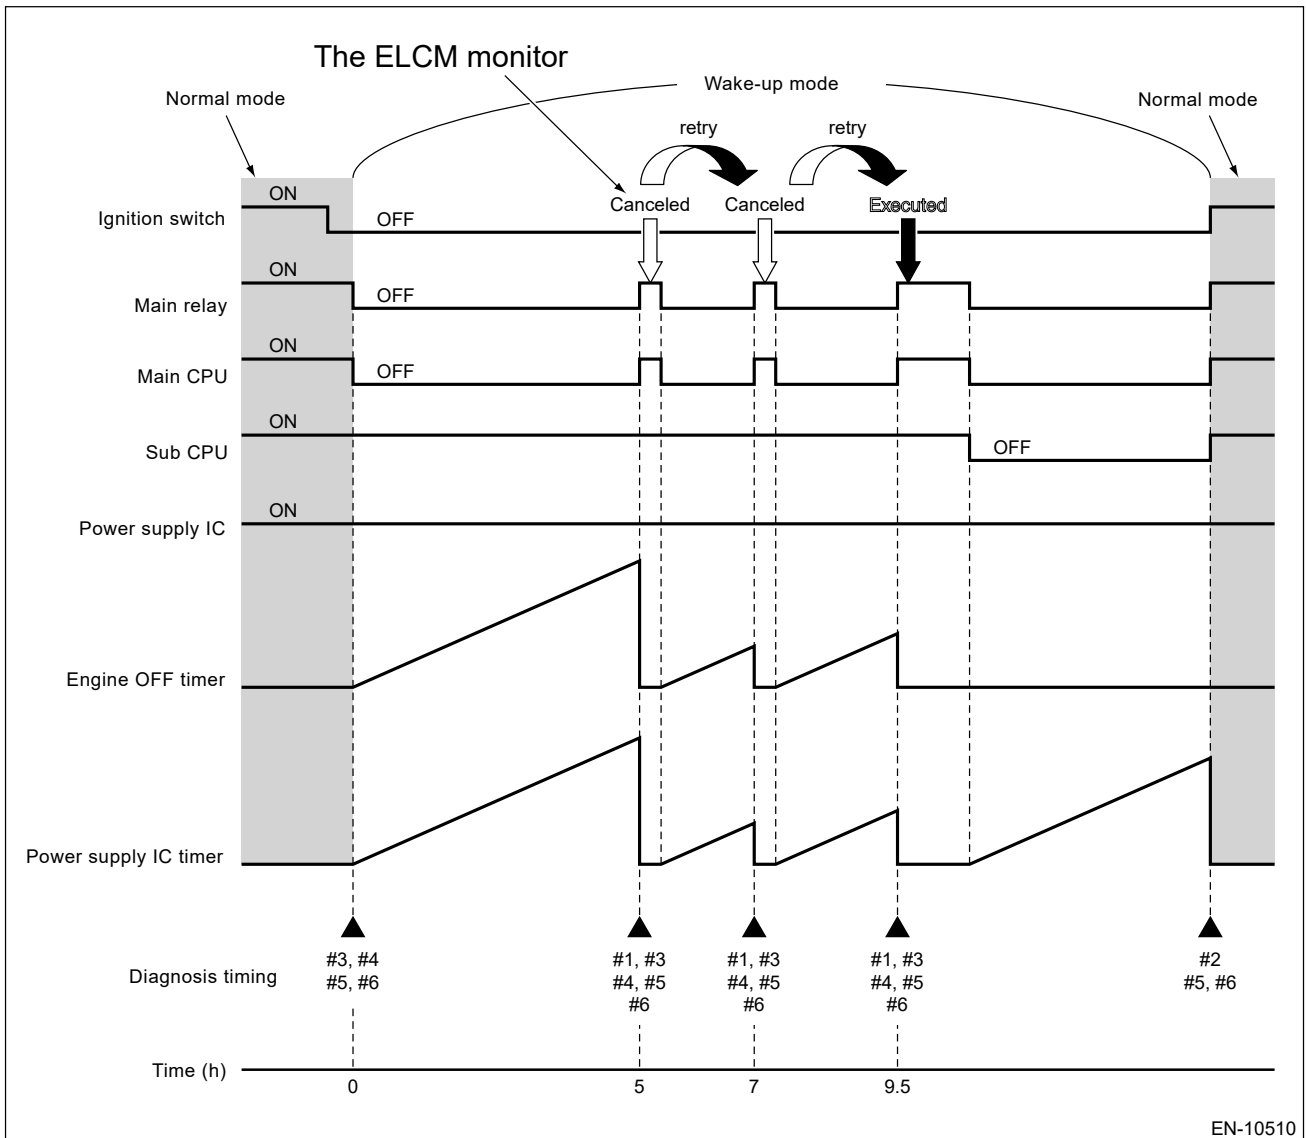 The ELCM monitor
Wake-up mode
Normal mode
Normal mode
retry
retry
ON
Canceled
Canceled
Executed
Ignition switch
OFF
ON
Main relay
OFF
ON
Main CPU
OFF
ON
Sub CPU
OFF
ON
Power supply IC
Engine OFF timer
Power supply IC timer
Diagnosis timing
#3, #4
#5, #6
#1, #3
#4, #5
#6
#1, #3
#4, #5
#6
#1, #3
#4, #5
#6
#2
#5, #6
Time (h)
0
5
7
9.5
EN-10510